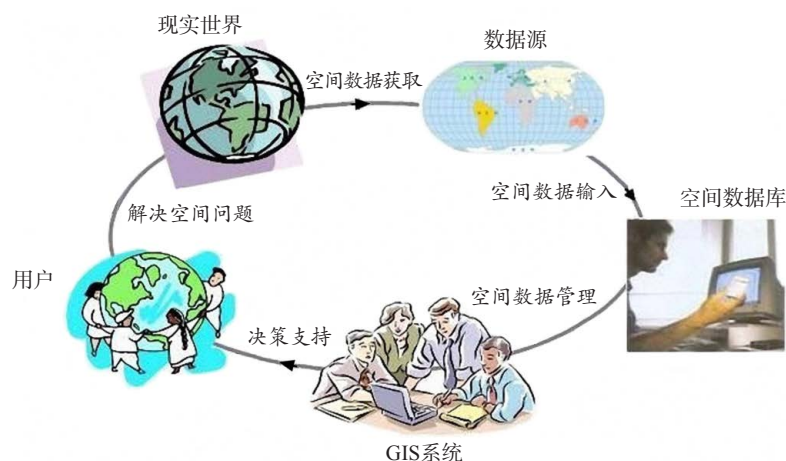 现实世界
数据源
空间数据获取
空间数据输入
空间数据库
解决空间问题
用户
空间数据管理
决策支持
GIS系统